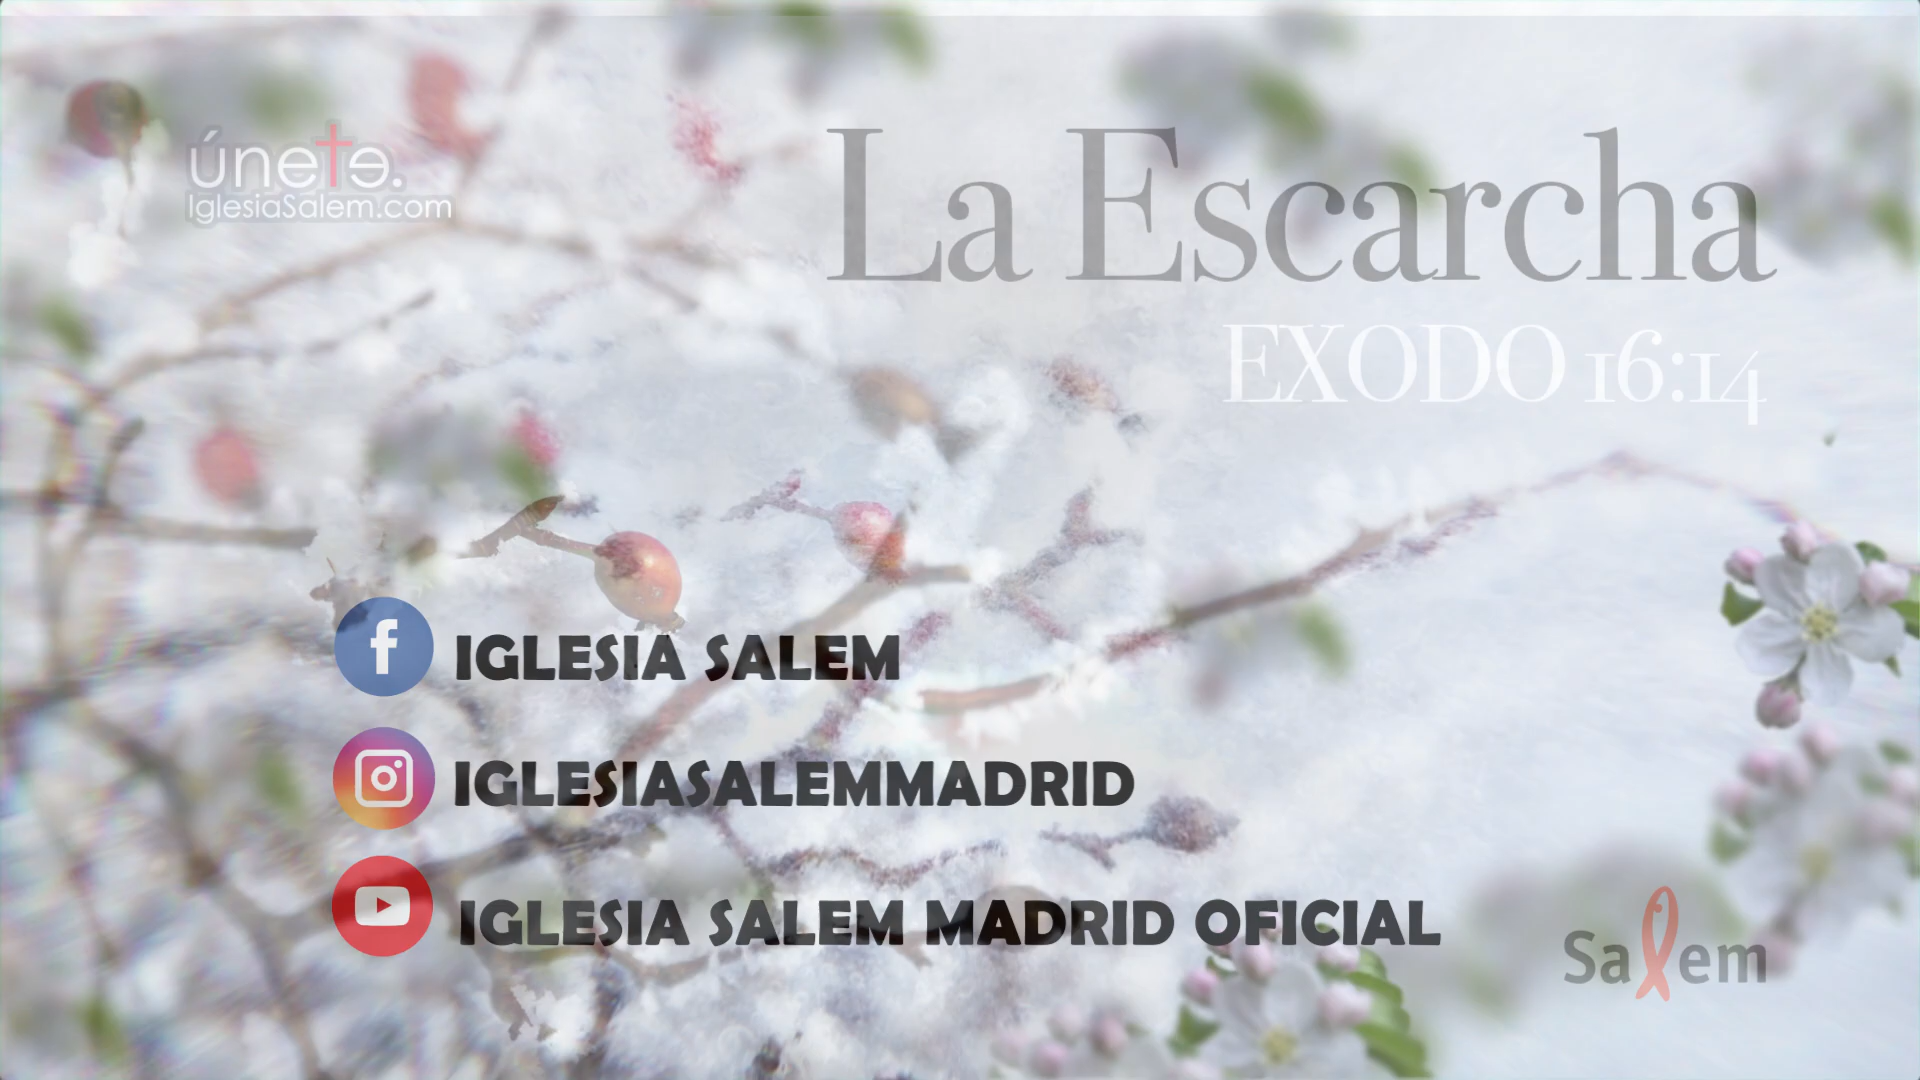 únete.
IglesiaSalem.com
La Escarcha
EXODO 16:14
IGLESIA SALEM
IGLESIASALEMMADRID
IGLESIA SALEM MADRID OFICIAL
Salem